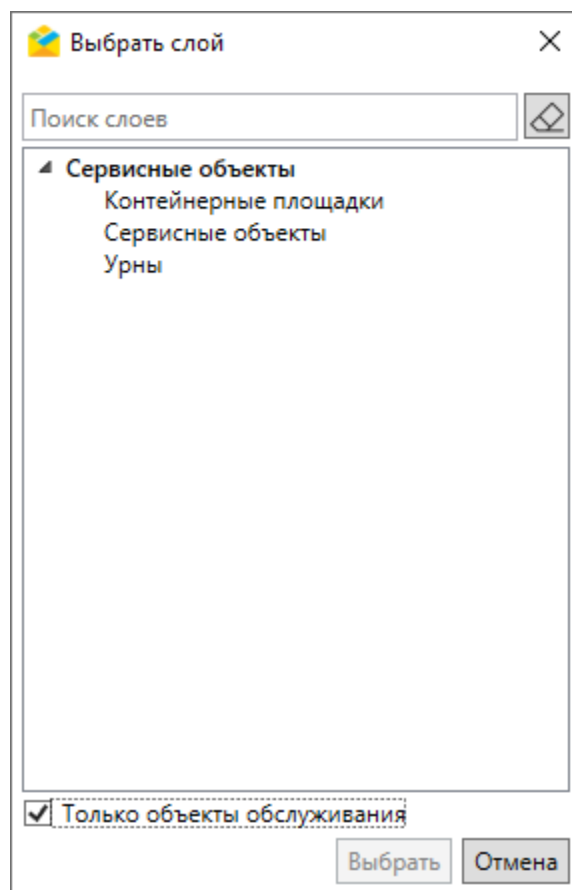 Выбрать слой
Поиск слоев
Сервисные объекты
Контейнерные площадки
Сервисные объекты
Урны
Только объекты обслуживания
Выбрать Отмена